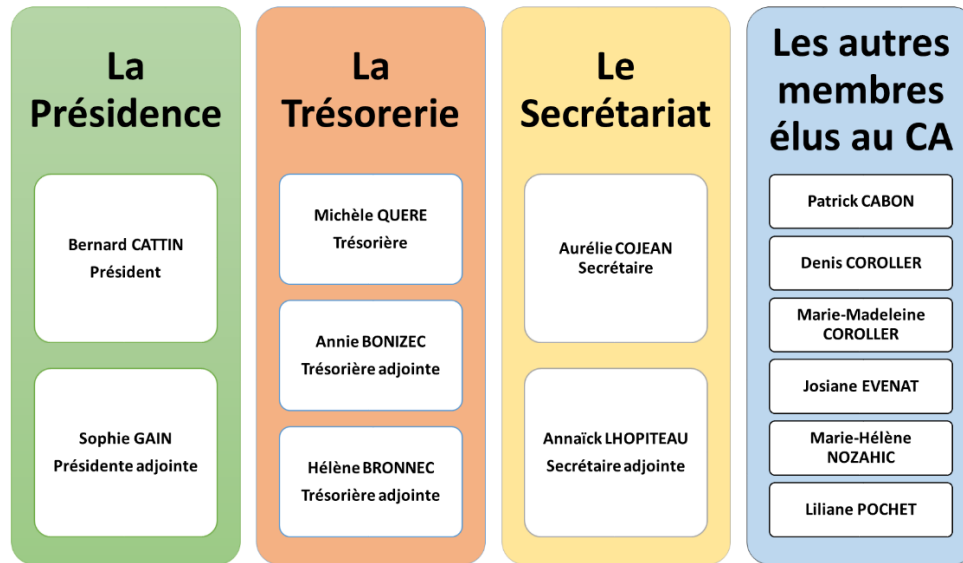 La
Présidence
Bernard CATTIN
Président
Sophie GAIN
Présidente adjointe
La
Trésorerie
Michèle QUERE
Trésorière
Annie BONIZEC
Trésorière adjointe
Hélène BRONNEC
Trésorière adjointe
Le
Secrétariat
Aurélie COJEAN
Secrétaire
Annaïck LHOPITEAU
Secrétaire adjointe
Les autres
membres
élus au CA
Patrick CABON
Denis COROLLER
Marie-Madeleine
COROLLER
Josiane EVENAT
Marie-Hélène
NOZAHIC
Liliane POCHET